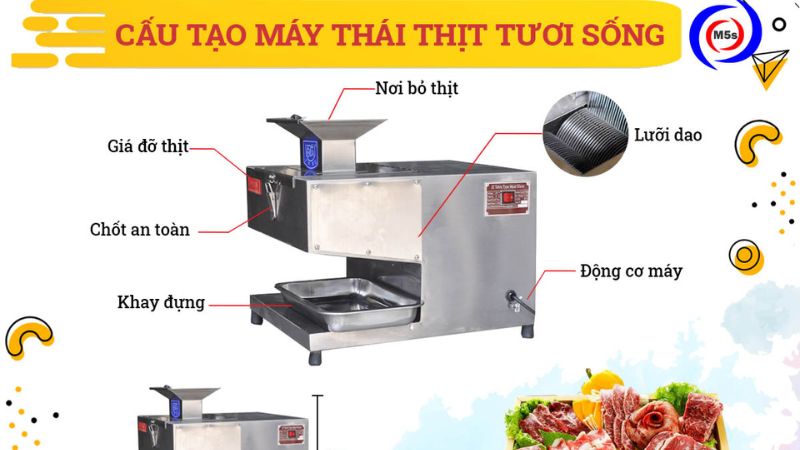 CẤU TẠO MÁY THÁI THỊT TƯƠI SỐNG
M5s
Nơi bỏ thịt
Giá đỡ thịt
Lưỡi dao
Chốt an toàn
Động cơ máy
Khay đựng